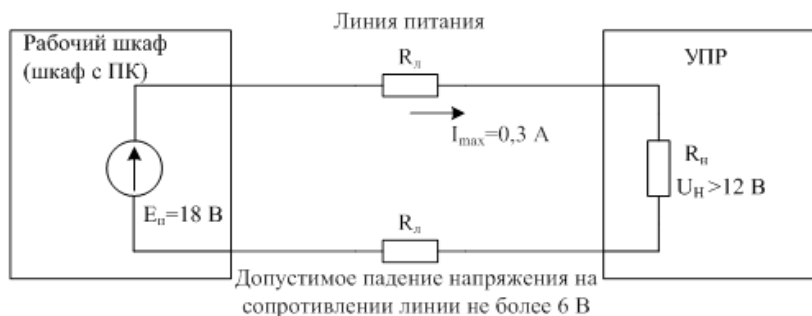 Линия питания
Рабочий шкаф
(шкаф с ПК)
Rл
УПР
Imax=0,3 А
Rн
UН >12 В
Eп=18 В
Rл
Допустимое падение напряжения на
сопротивлении линии не более 6 В